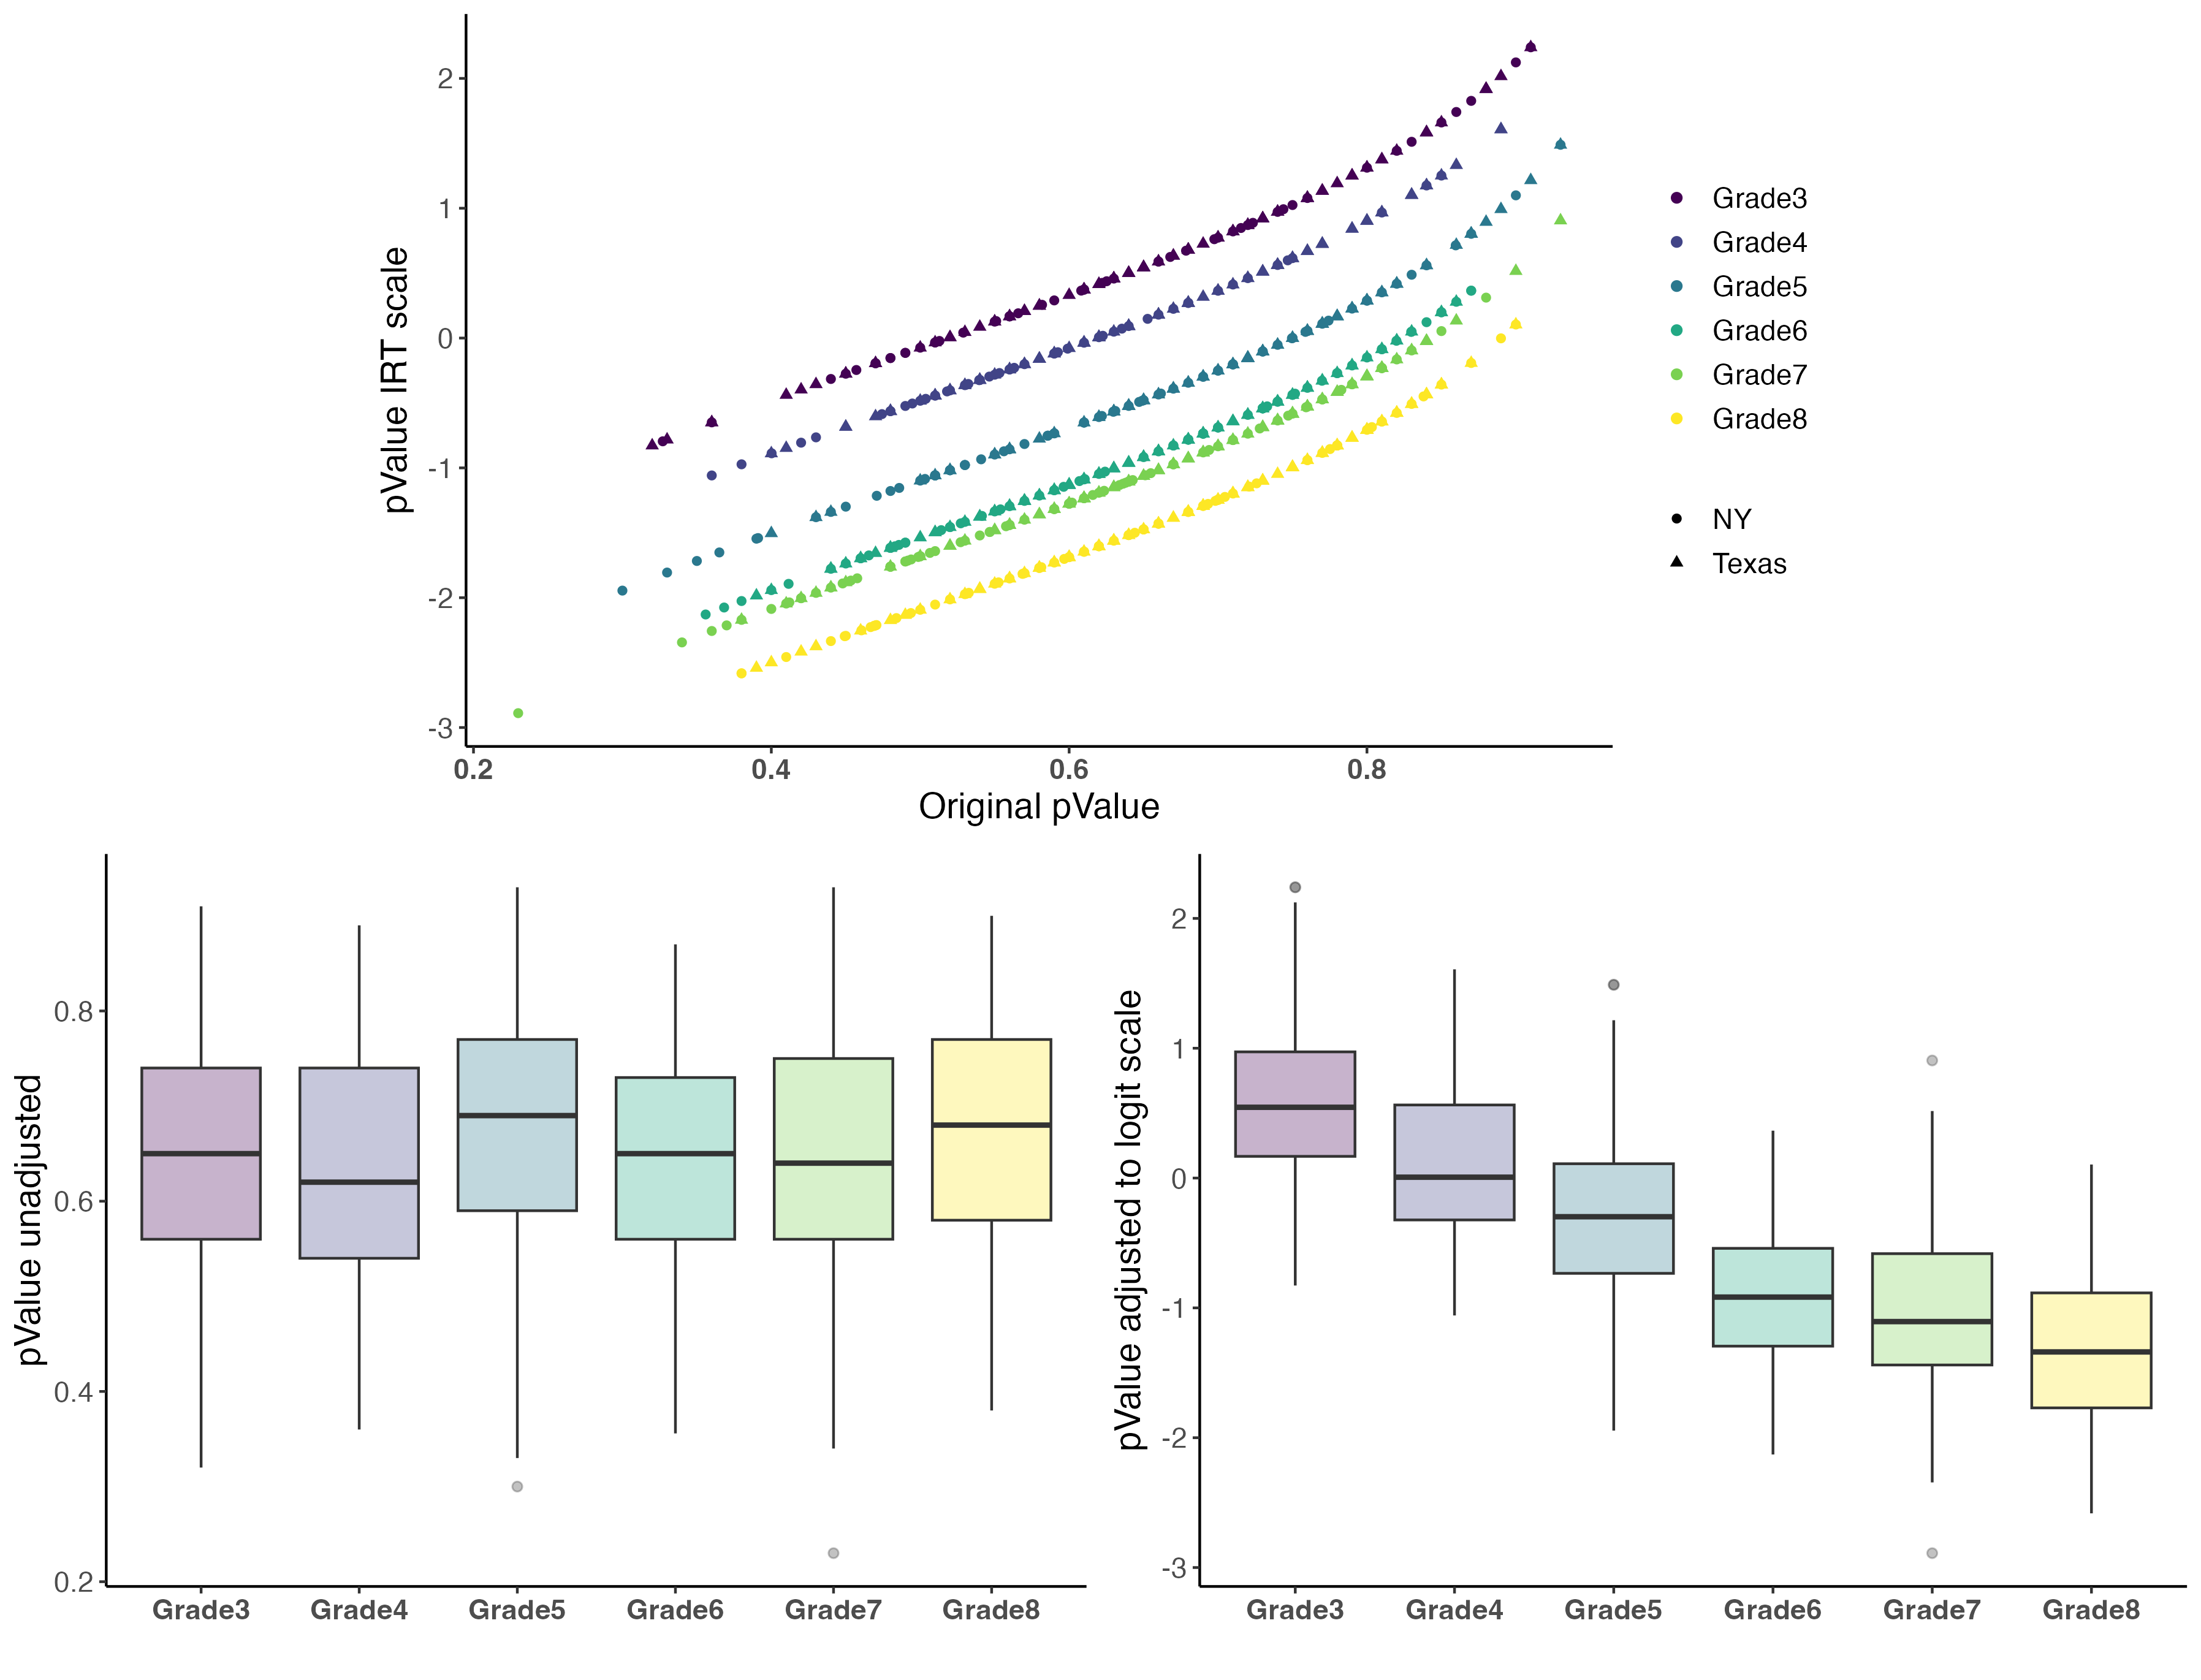 pValue IRT scale
2
1
0
-1
-2
-3
0.2 0.4 0.6 0.8
Original pValue
Grade3
Grade4
Grade5
Grade6
Grade7
Grade8
NY
Texas
pValue unadjusted
0.8
0.6
0.4
0.2
Grade3 Grade4 Grade5 Grade6 Grade7 Grade8
pValue adjusted to logit scale
2
1
0
-1
-2
-3
Grade3 Grade4 Grade5 Grade6 Grade7 Grade8